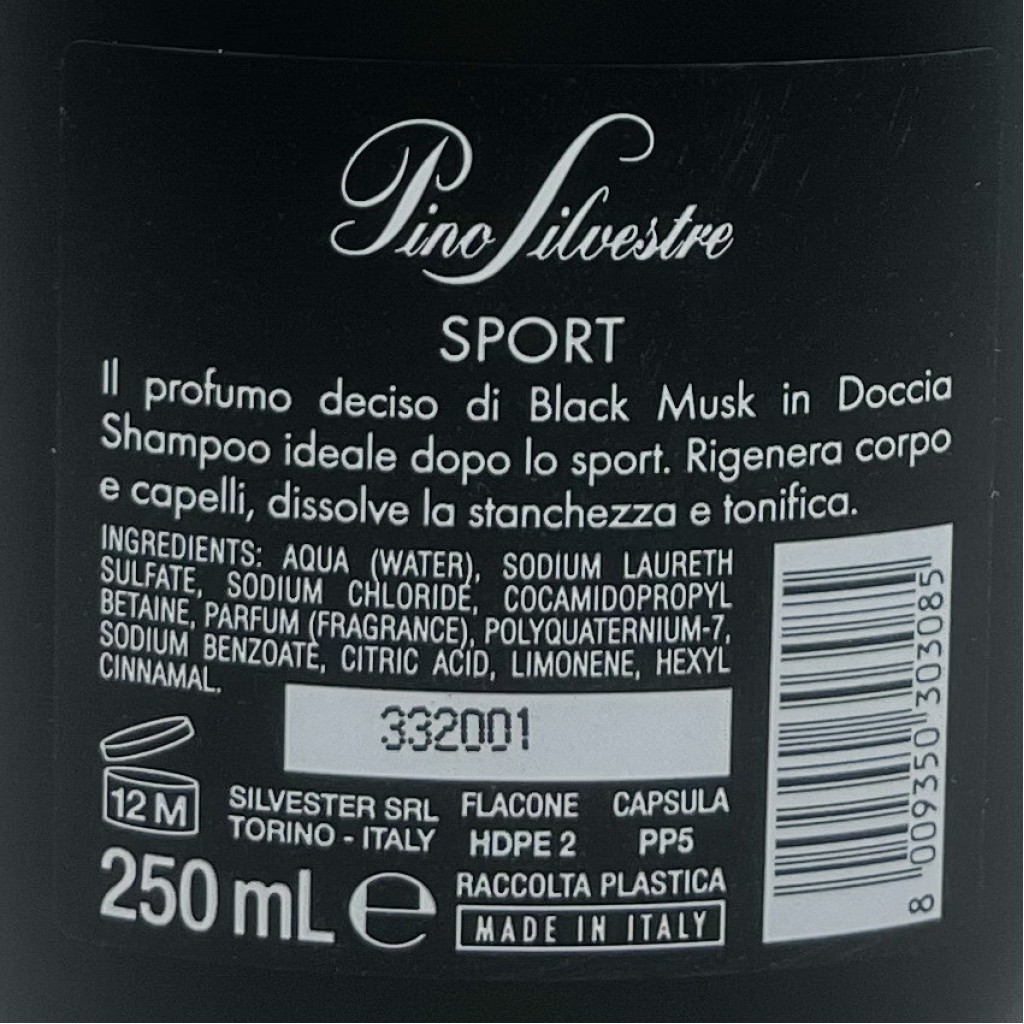 Pino Silvestre
SPORT
Il profumo deciso di Black Musk in Doccia
Shampoo ideale dopo lo sport. Rigenera corpo
e capelli, dissolve la stanchezza e tonifica.
INGREDIENTS: AQUA (WATER), SODIUM LAURETH
SULFATE, SODIUM CHLORIDE, COCAMIDOPROPYL
BETAINE, PARFUM (FRAGRANCE), POLYQUATERNIUM-7,
SODIUM BENZOATE, CITRIC ACID, LIMONENE, HEXYL
CINNAMAL.
332001
12 M
SILVESTER SRL
TORINO - ITALY
FLACONE
HDPE 2
CAPSULA
PP5
RACCOLTA PLASTICA
MADE IN ITALY
250 mL e
8 009350 303085